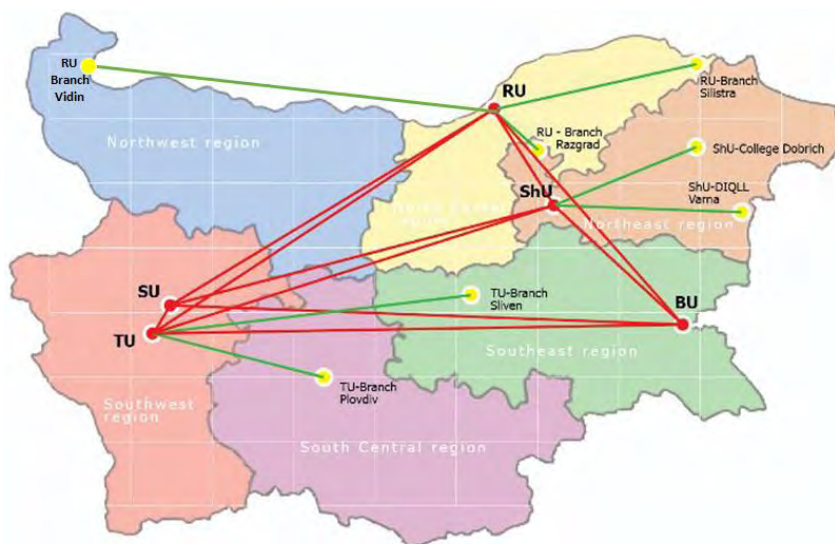 RU
Branch
Vidin
RU
RU-Branch
Silistra
Northwest region
RU - Branch
Razgrad
ShU-College Dobrich
ShU
ShU-DIQLL
Varna
Northeast region
SU
TU-Branch
Sliven
BU
TU
Southeast region
TU-Branch
Plovdiv
Southwest
region
South Central region